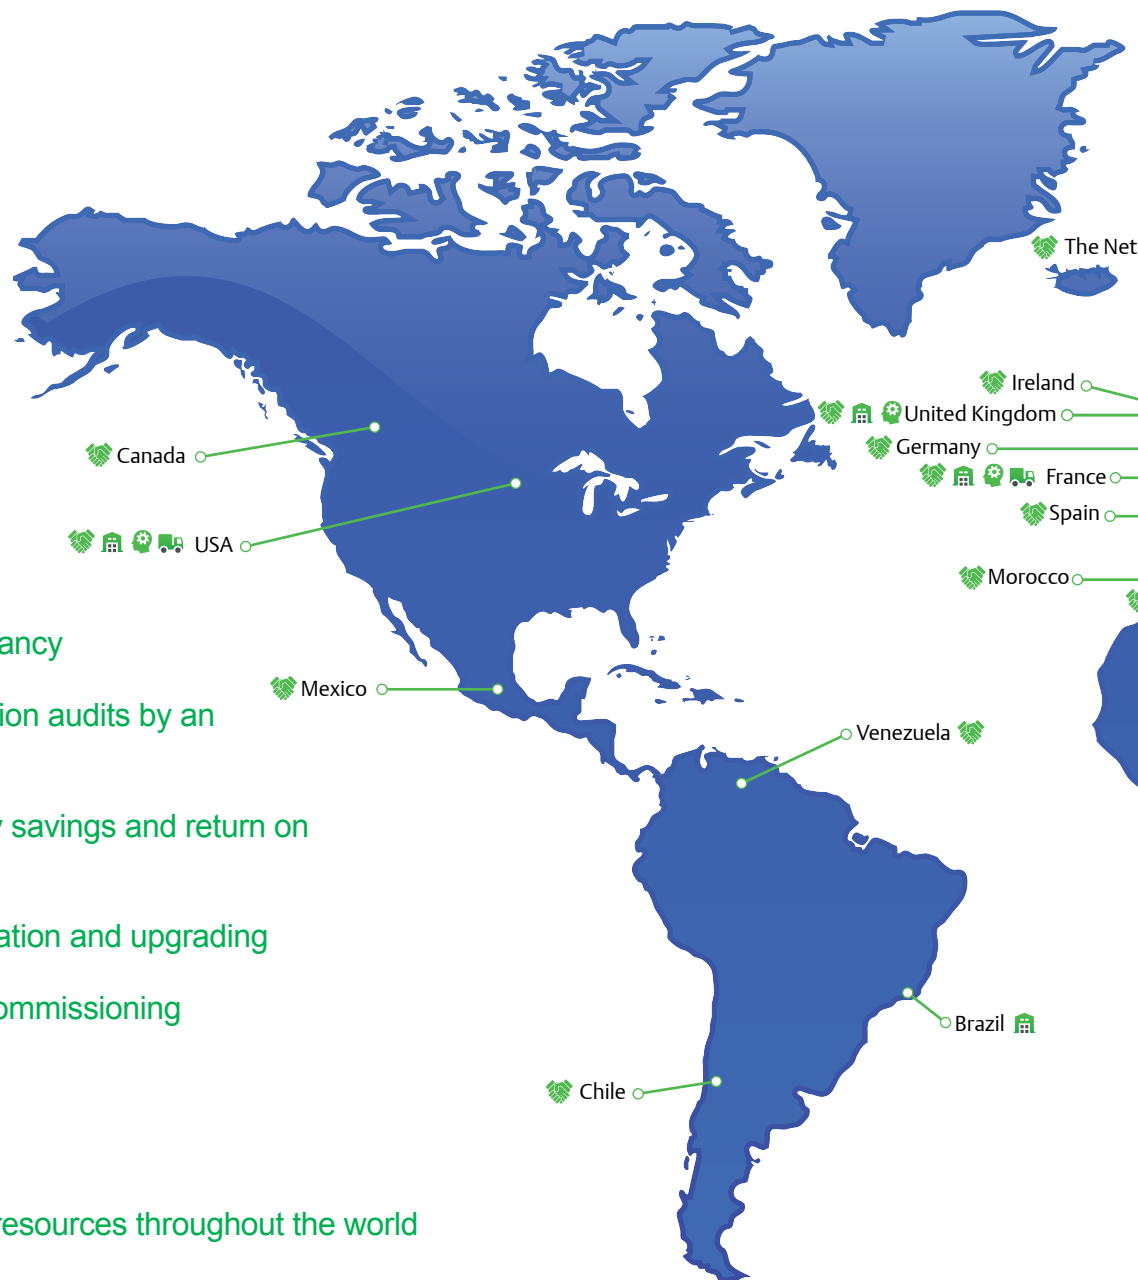 The Net
Ireland
United Kingdom
Germany
Canada
France
Spain
USA
Morocco
ancy
Mexico
tion audits by an
Venezuela
savings and return on
ation and upgrading
ommissioning
Brazil
Chile
resources throughout the world